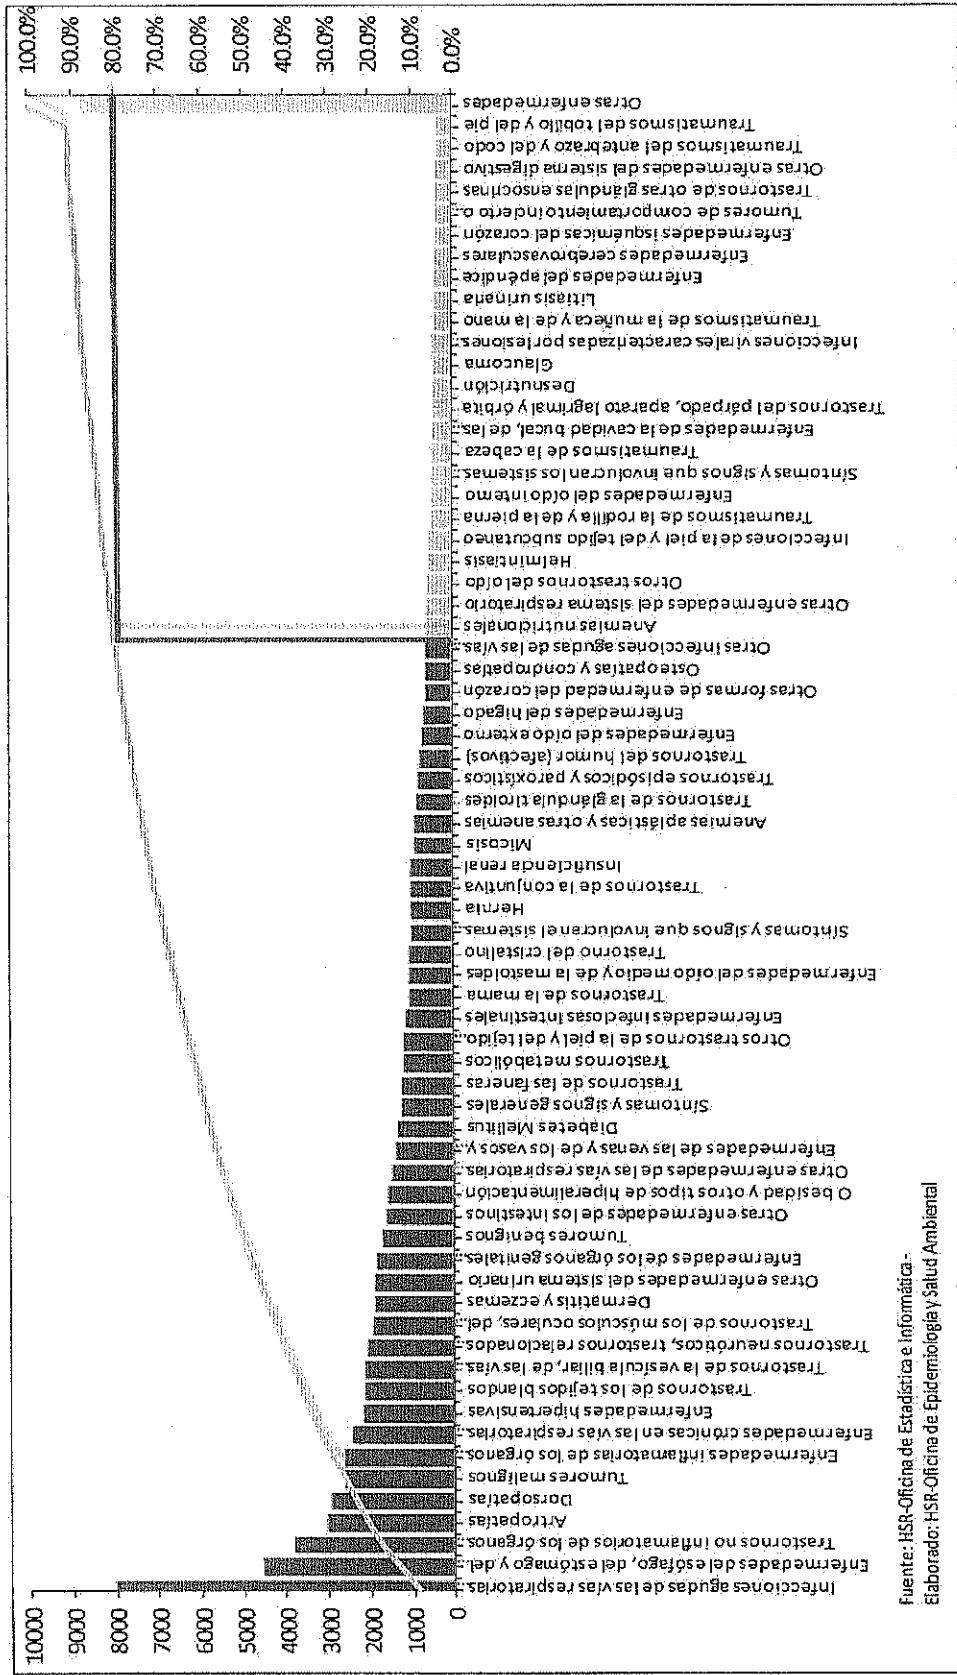 10000
9000
8000
7000
6000
5000
4000
3000
2000
1000
0
100.0%
90.0%
80.0%
70.0%
60.0%
50.0%
40.0%
30.0%
20.0%
10.0%
0.0%
Infecciones agudas de las vías respiratorias..
Enfermedades del esófago, del estómago y del..
Trastornos no inflamatorios de los órganos..
Artropatías
Dorsopatías
Tumores malignos
Enfermedades inflamatorias de los órganos..
Enfermedades crónicas en las vías respiratorias..
Enfermedades hipertensivas
Trastornos de los tejidos blandos
Trastornos de la vesícula biliar, de las vías..
Trastornos neuróticos, trastornos relacionados..
Trastornos de los músculos oculares, del..
Dermatitis y eczemas
Otras enfermedades del sistema urinario
Enfermedades de los órganos genitales..
Tumores benignos
Otras enfermedades de los intestinos
O besidad y otros tipos de hiperalimentación
Otras enfermedades de las vías respiratorias..
Enfermedades de las venas y de los vasos y..
Diabetes Mellitus
Síntomas y signos generales
Trastornos de las faneras
Trastornos metabólicos
Otros trastornos de la piel y del tejido..
Enfermedades infecciosas intestinales
Trastornos de la mama
Enfermedades del oído medio y de la mastoides
Trastorno del cristalino
Síntomas y signos que involucran el sistemas..
Hernia
Trastornos de la conjuntiva
Insuficiencia renal
Micosis
Anemias aplásticas y otras anemias
Trastornos de la glándula tiroides
Trastornos episódicos y paroxísticos
Trastornos del humor (afectivos)
Enfermedades del oído externo
Enfermedades del hígado
Otras formas de enfermedad del corazón
Osteopatías y condropatías
Otras infecciones agudas de las vías..
Anemias nutricionales
Otras enfermedades del sistema respiratorio
Otros trastornos del oído
Helmintiasis
Infecciones de la piel y del tejido subcutaneo
Traumatismos de la rodilla y de la pierna
Enfermedades del oído interno
Síntomas y signos que involucran los sistemas..
Traumatismos de la cabeza
Enfermedades de la cavidad bucal, de las..
Trastornos del párpado, aparato lagrimal y órbita
Desnutrición
Glaucoma
Infecciones virales caracterizadas por lesiones..
Traumatismos de la muñeca y de la mano
Litiasis urinaria
Enfermedades del apéndice
Enfermedades cerebrovasculares
Enfermedades isquémicas del corazón
Tumores de comportamiento incierto o..
Trastornos de otras glándulas ensocrinas
Otras enfermedades del sistema digestivo
Traumatismos del antebrazo y del codo
Traumatismos del tobillo y del pie
Otras enfermedades
Fuente: HSR-Oficina de Estadística e Informática.-
Elaborado: HSR-Oficina de Epidemiología y Salud Ambiental